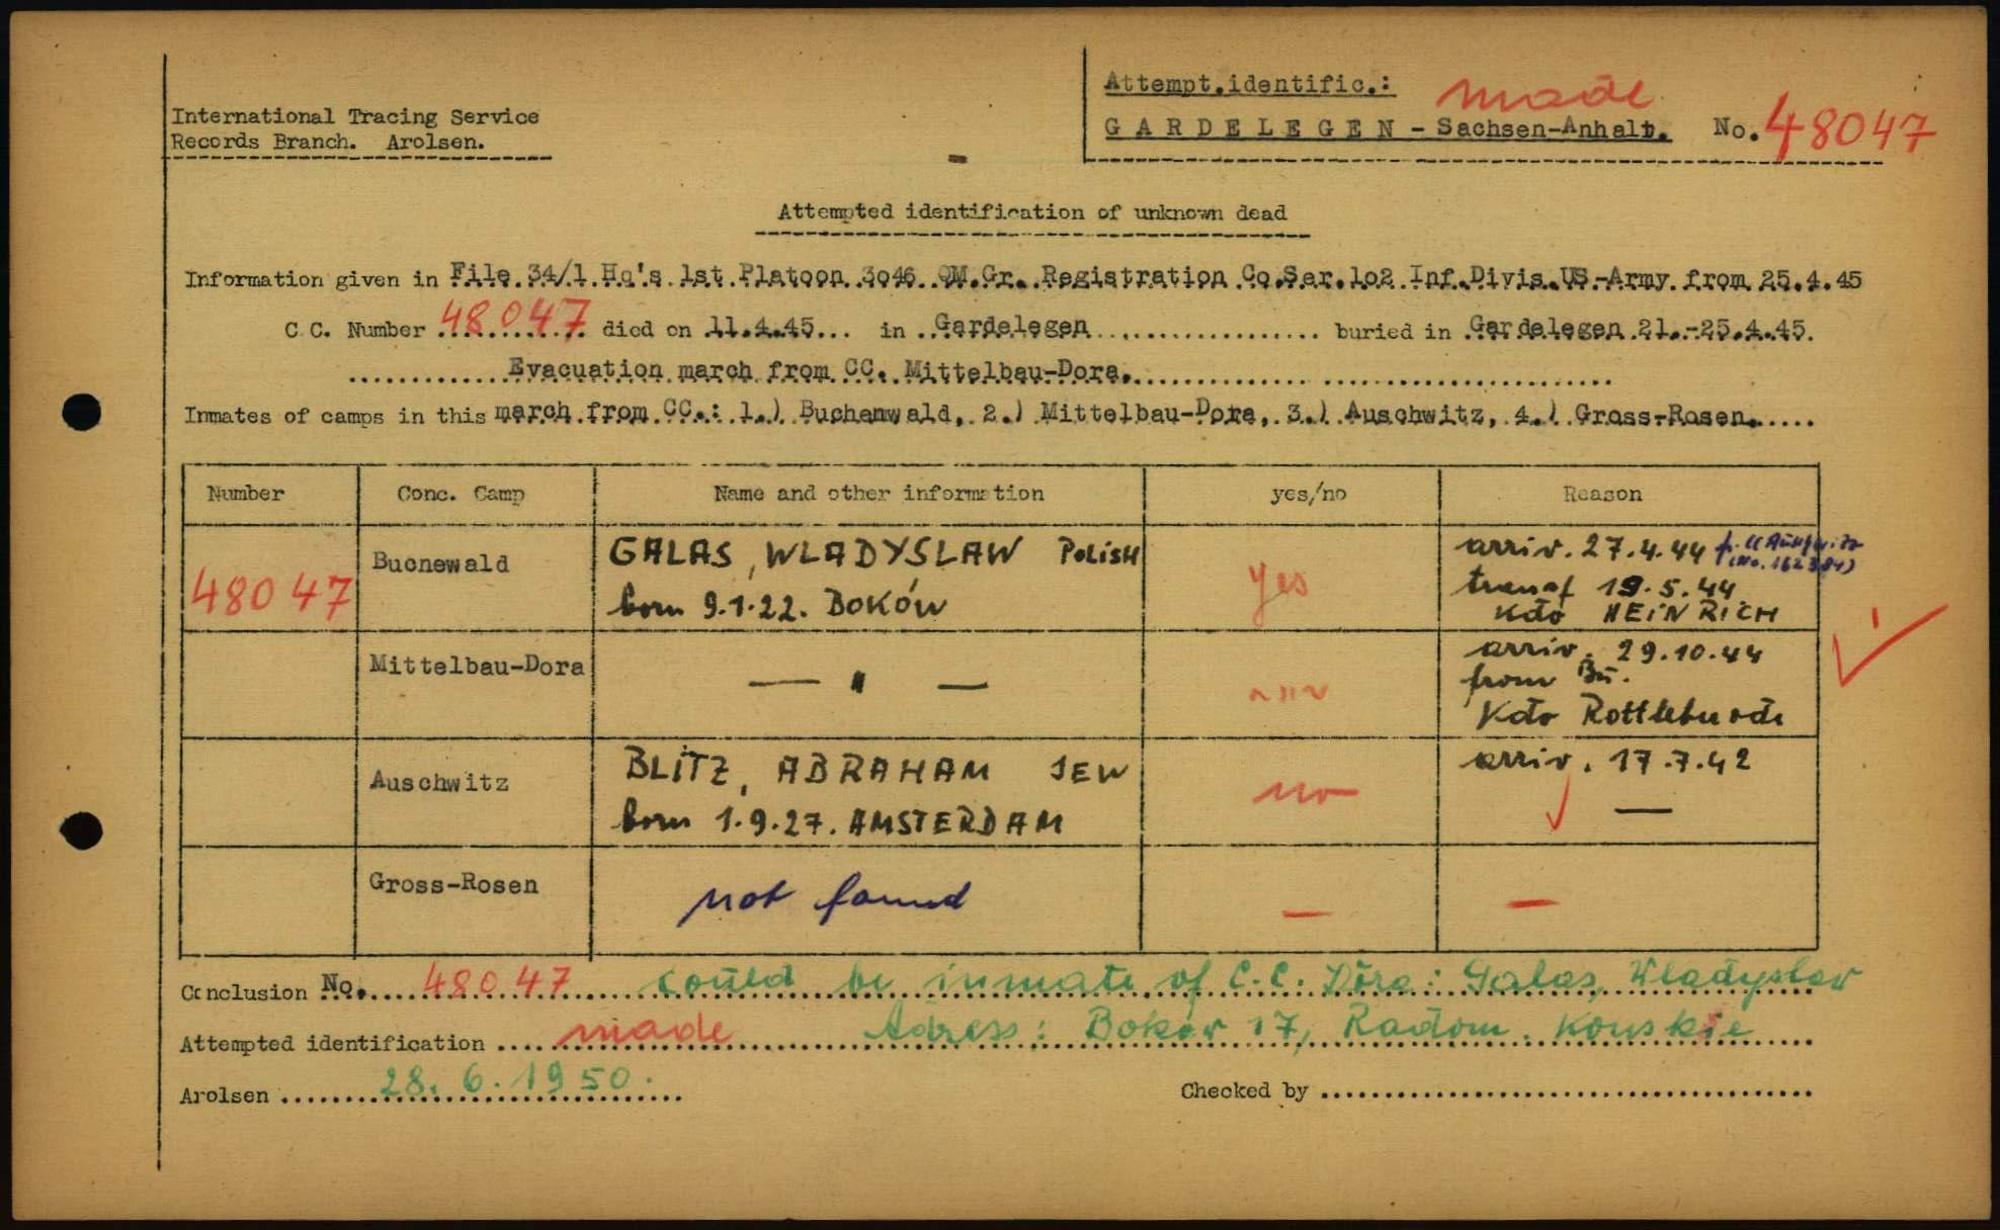 International Tracing Service
Records Branch. Arolsen.
Attempt.identific.: made
GARDELEGEN - Sachsen-Anhalt. No. 48047
Attempted identification of unknown dead
Information given in File 34/1 Hq's 1st Platoon 3o46 QM.Gr. Registration Co.Ser.1o2 Inf.Divis.US-Army from 25.4.45
C C. Number 48047 died on 11.4.45... in Gardelegen buried in Gardelegen 21.-25.4.45.
Evacuation march from CC. Mittelbau-Dora.
Inmates of camps in this march from CC.: 1.) Buchenwald, 2.) Mittelbau-Dora, 3.) Auschwitz, 4.) Gross-Rosen.
Number Conc. Camp Name and other information yes/no Reason
48047 Bucnewald GALAS, WLADYSLAW POLISH yes arriv. 27.4.44
born 9.1.22. BOKÓW transf 19.5.44
Kdo HEINRICH
Mittelbau-Dora — " — arriv. 29.10.44
from Bu.
Kdo Rottleberode
Auschwitz BLITZ, ABRAHAM JEW no arriv. 17.7.42
born 1.9.27. AMSTERDAM —
Gross-Rosen not found — —
Conclusion No. 48047 could be inmate of C.C. Dora: Galas, Wladyslav
Attempted identification made Adress: Bokov 17, Radom. Konskie
Arolsen 28.6.1950.
Checked by